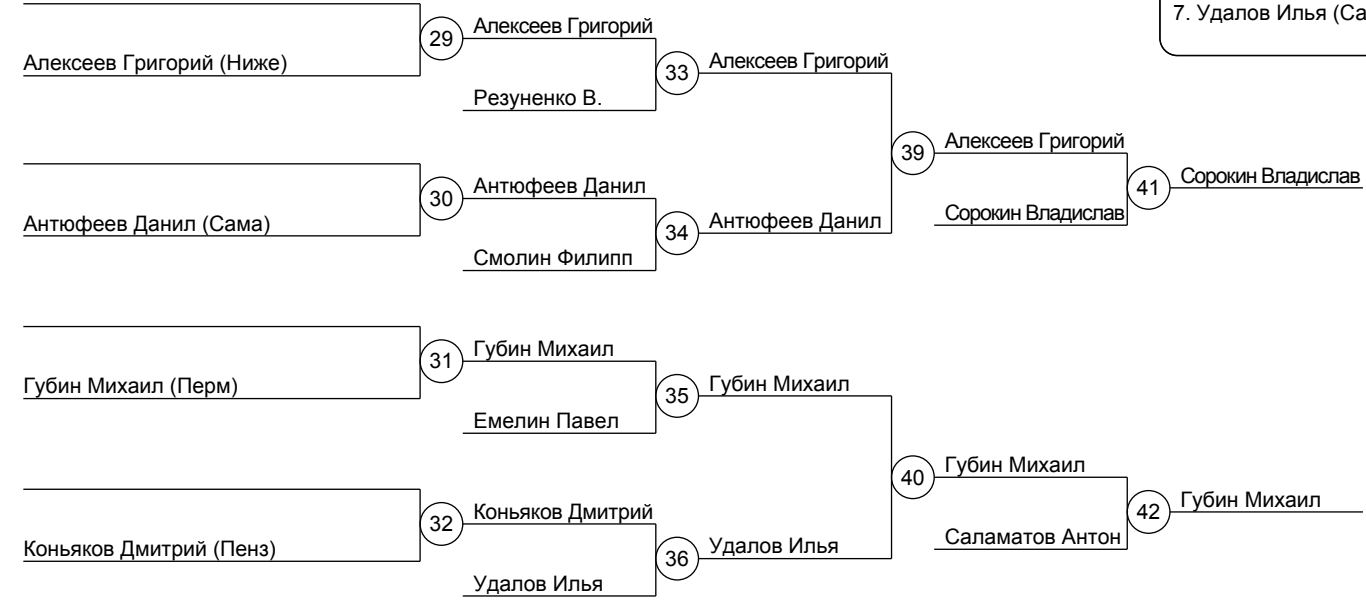 7. Удалов Илья (Са
Алексеев Григорий
29
Алексеев Григорий (Ниже)
Алексеев Григорий
33
Резуненко В.
Алексеев Григорий
39
Сорокин Владислав
41
Антюфеев Данил
30
Антюфеев Данил (Сама)
Антюфеев Данил
34
Сорокин Владислав
Смолин Филипп
Губин Михаил
31
Губин Михаил (Перм)
Губин Михаил
35
Емелин Павел
Губин Михаил
40
Губин Михаил
42
Коньяков Дмитрий
32
Саламатов Антон
Коньяков Дмитрий (Пенз)
Удалов Илья
36
Удалов Илья